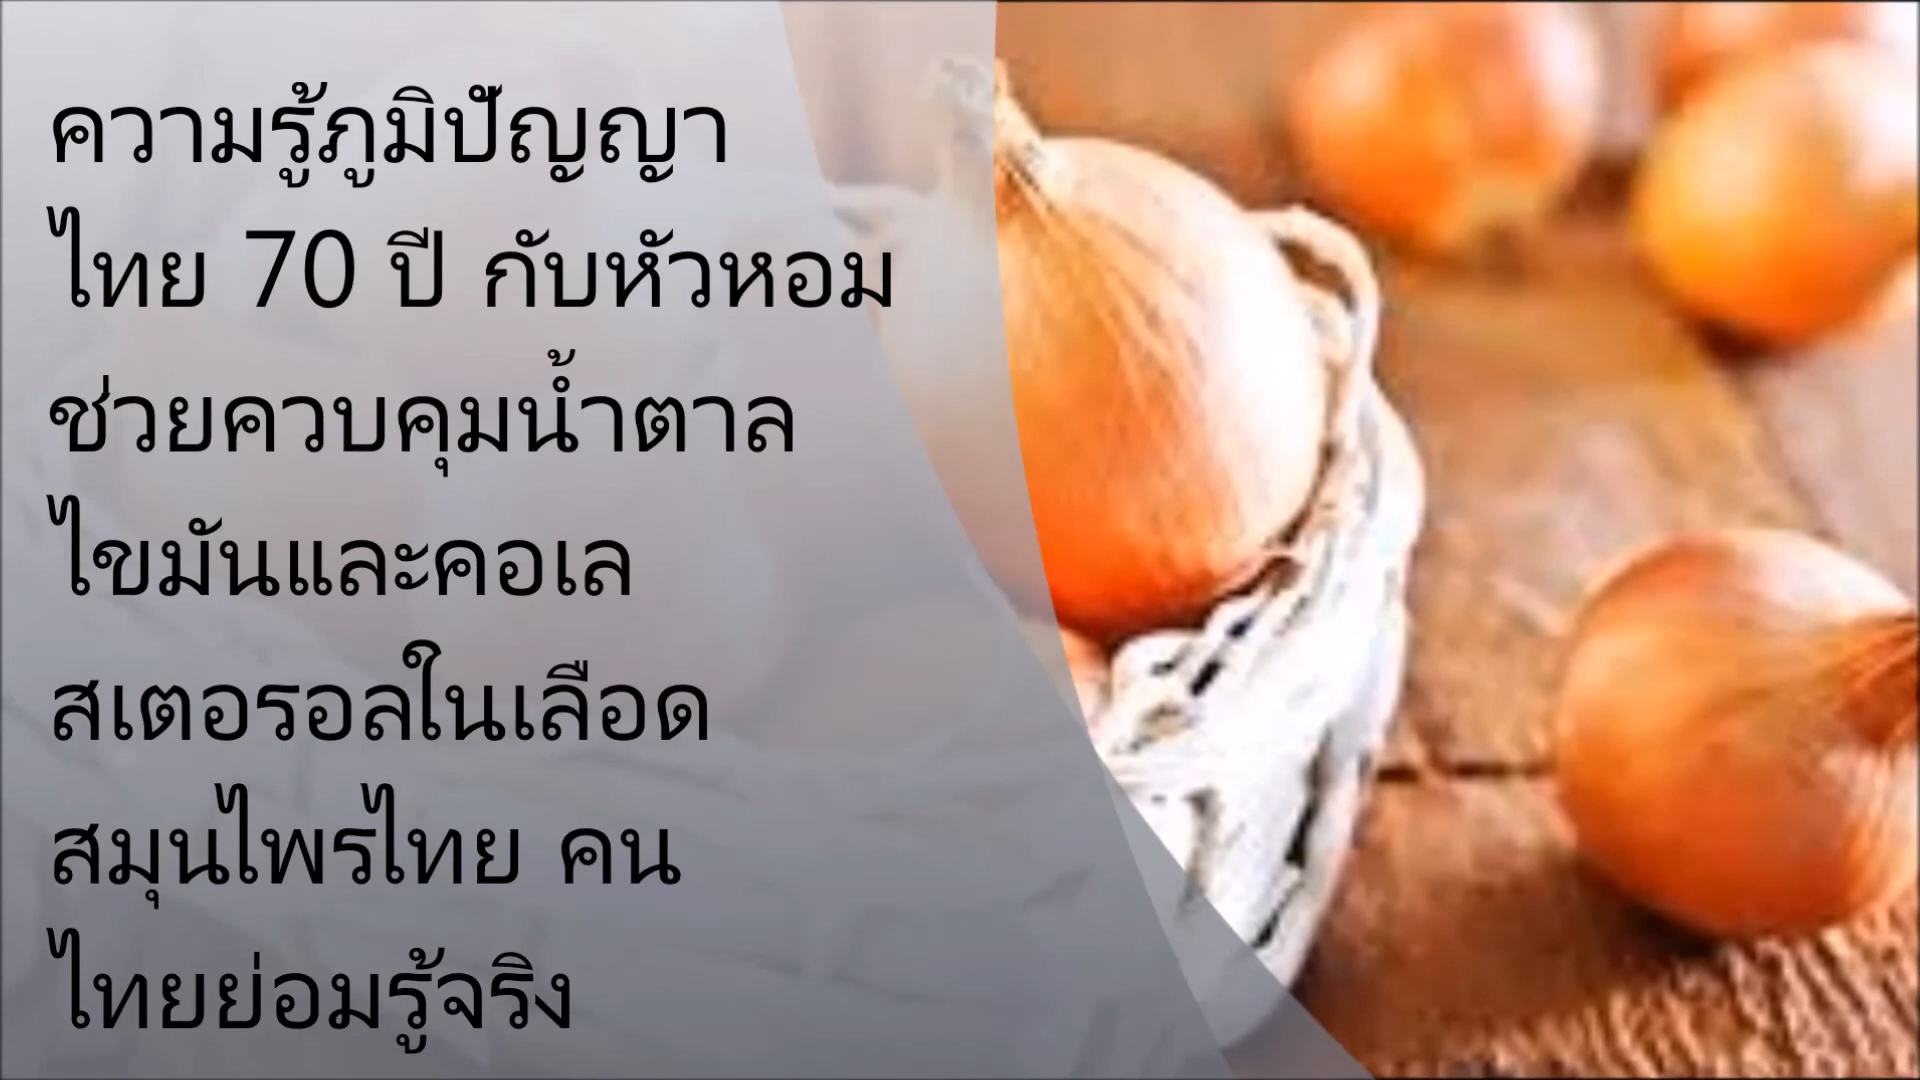 ความรู้ภูมิปัญญา
ไทย 70 ปี กับหัวหอม
ช่วยควบคุมน้ำตาล
ไขมันและคอเล
สเตอรอลในเลือด
สมุนไพรไทย คน
ไทยย่อมรู้จริง